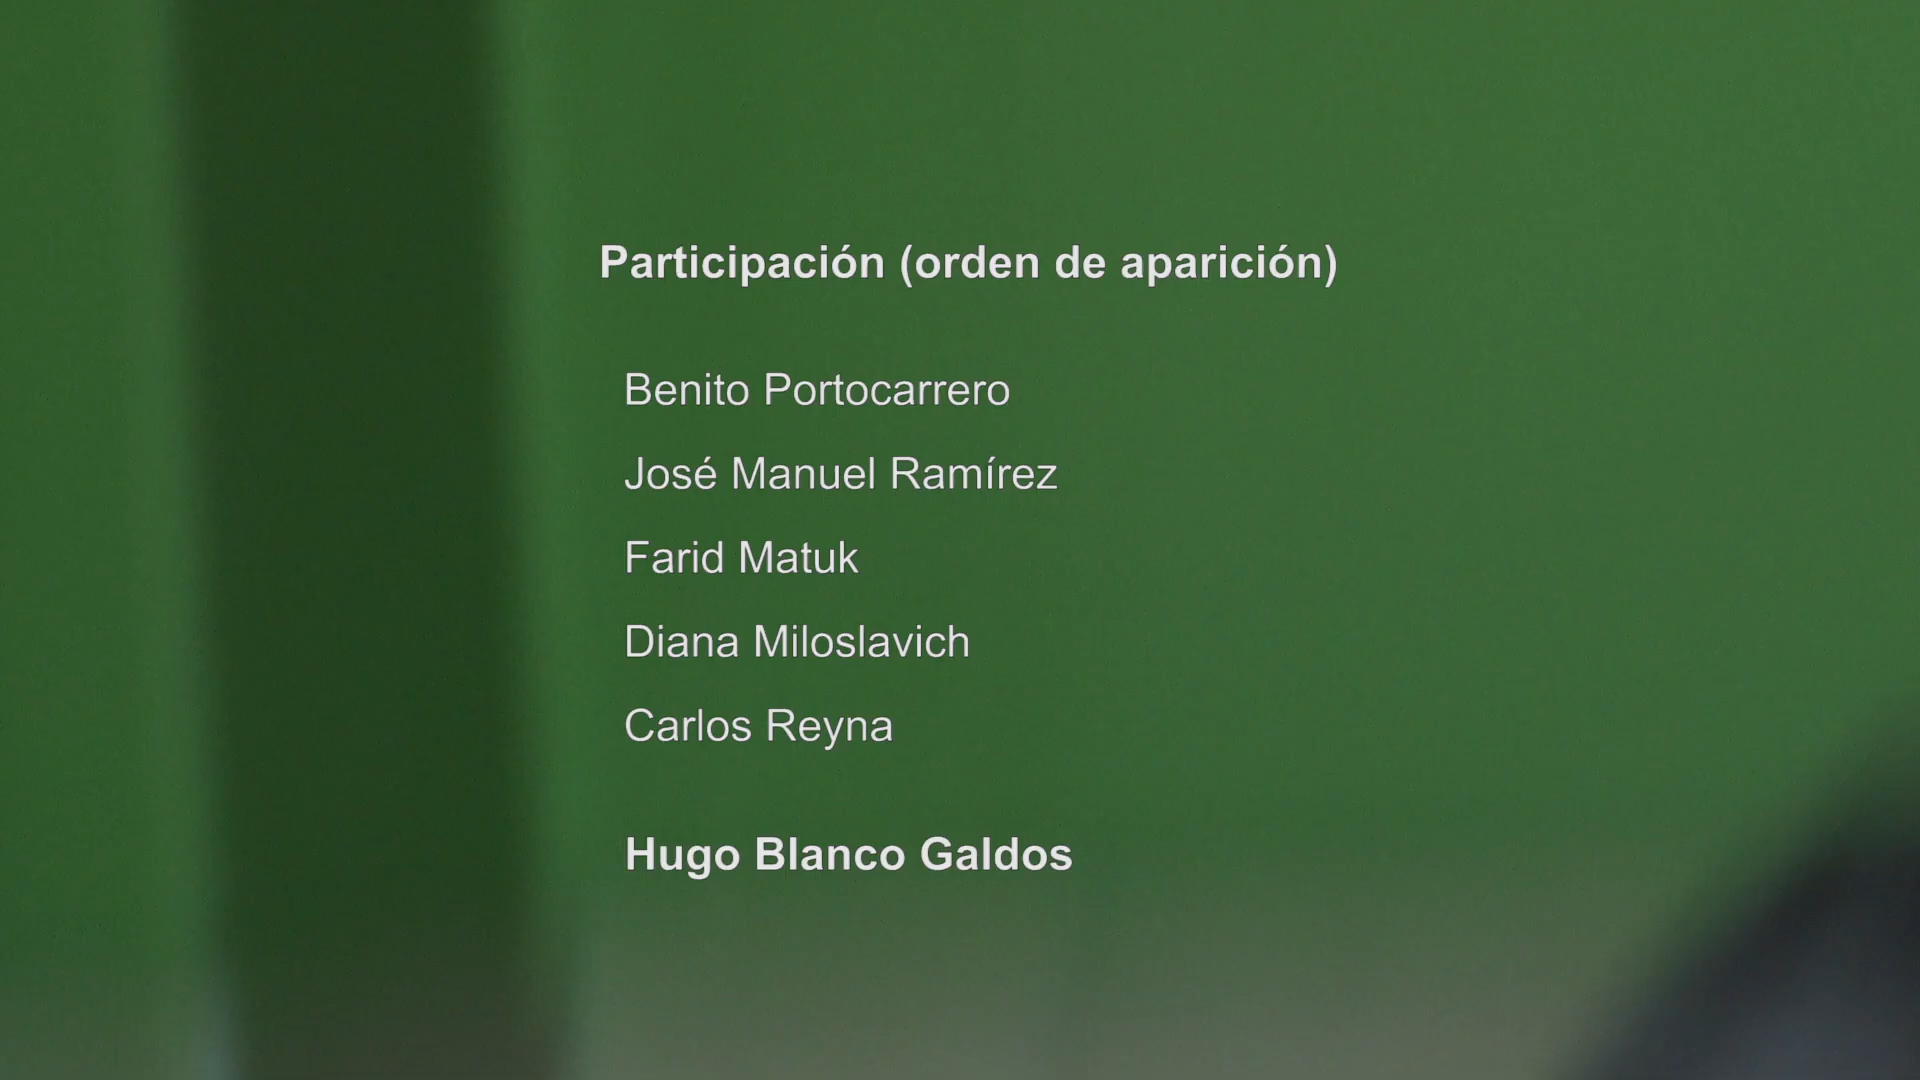 Participación (orden de aparición)
Benito Portocarrero
José Manuel Ramírez
Farid Matuk
Diana Miloslavich
Carlos Reyna
Hugo Blanco Galdos